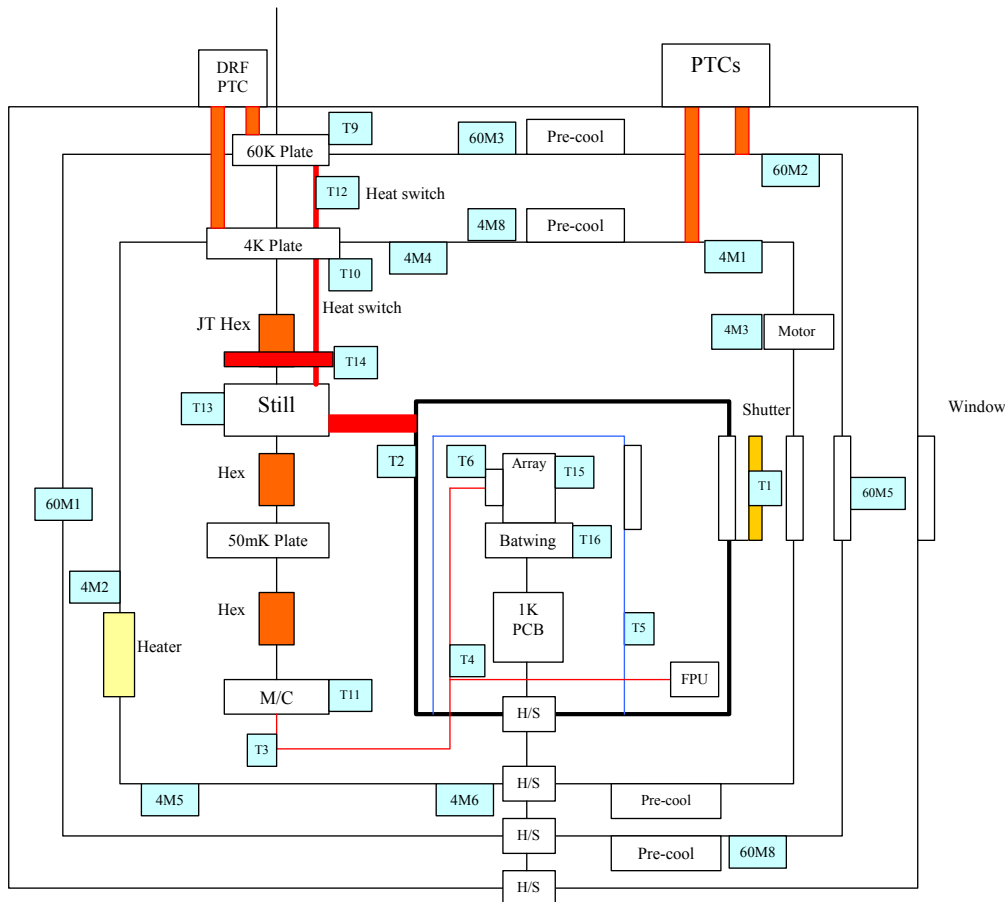 DRF
PTC
PTCs
T9
60M3
Pre-cool
60K Plate
60M2
T12
Heat switch
4M8
Pre-cool
4K Plate
4M4
4M1
T10
Heat switch
JT Hex
4M3
Motor
T14
T13
Still
Shutter
Window
T2
T6
Array
T15
Hex
60M1
T1
60M5
50mK Plate
Batwing
T16
4M2
Hex
1K
PCB
T5
Heater
T4
M/C
T11
FPU
H/S
T3
4M5
4M6
H/S
Pre-cool
H/S
Pre-cool
60M8
H/S